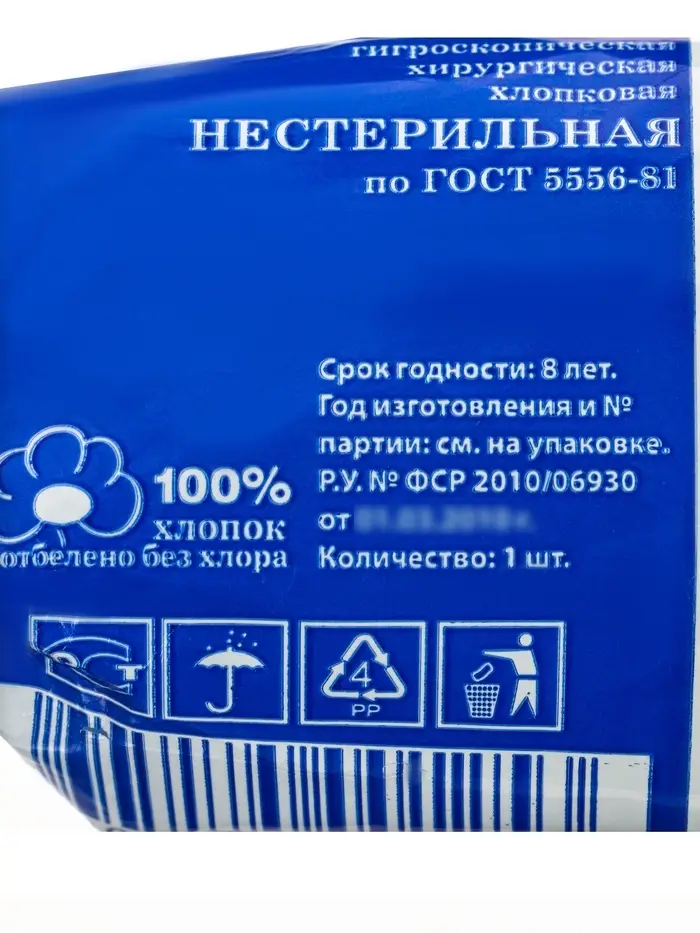 гигроскопическая
хирургическая
хлопковая
НЕСТЕРИЛЬНАЯ
по ГОСТ 5556-81
Срок годности: 8 лет.
Год изготовления и №
партии: см. на упаковке.
Р.У. № ФСР 2010/06930
от
Количество: 1 шт.
100%
хлопок
отбелено без хлора
РСТ
4
PP